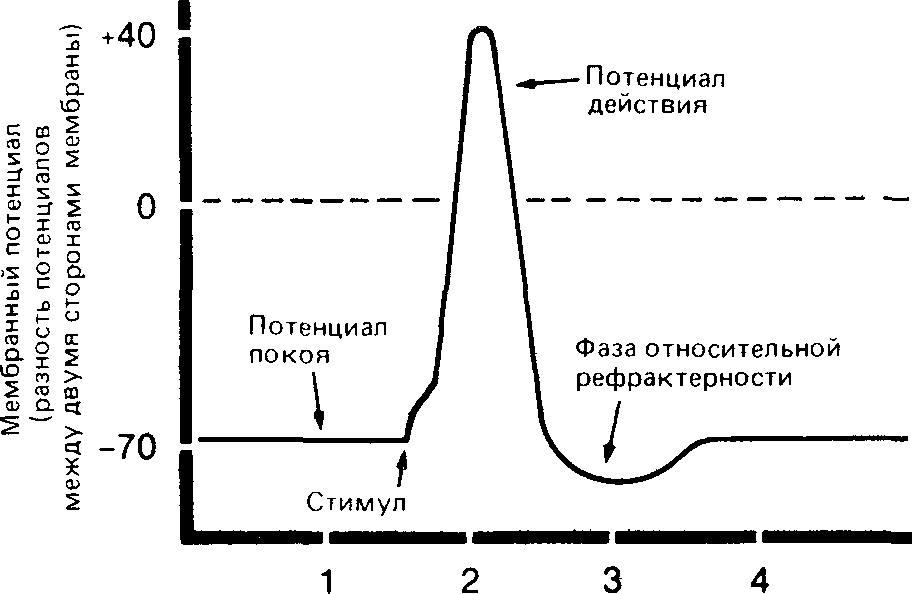 Мембранный потенциал
(разность потенциалов
между двумя сторонами мембраны)
+40
0
−70
Потенциал
действия
Потенциал
покоя
Фаза относительной
рефрактерности
Стимул
1
2
3
4